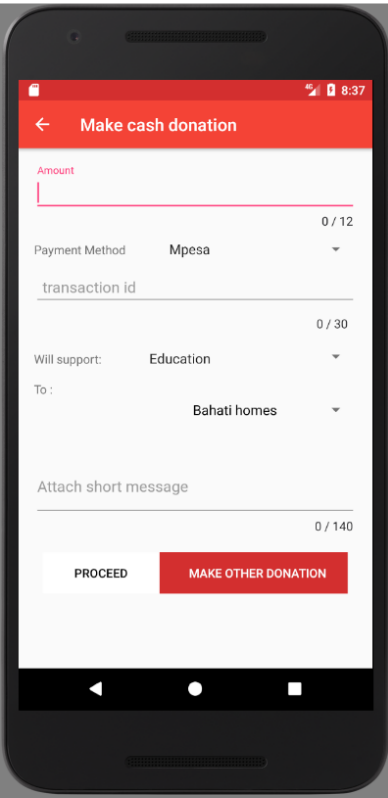 4G 8:37
Make cash donation
Amount
0 / 12
Payment Method Mpesa
transaction id
0 / 30
Will support: Education
To :
Bahati homes
Attach short message
0 / 140
PROCEED MAKE OTHER DONATION